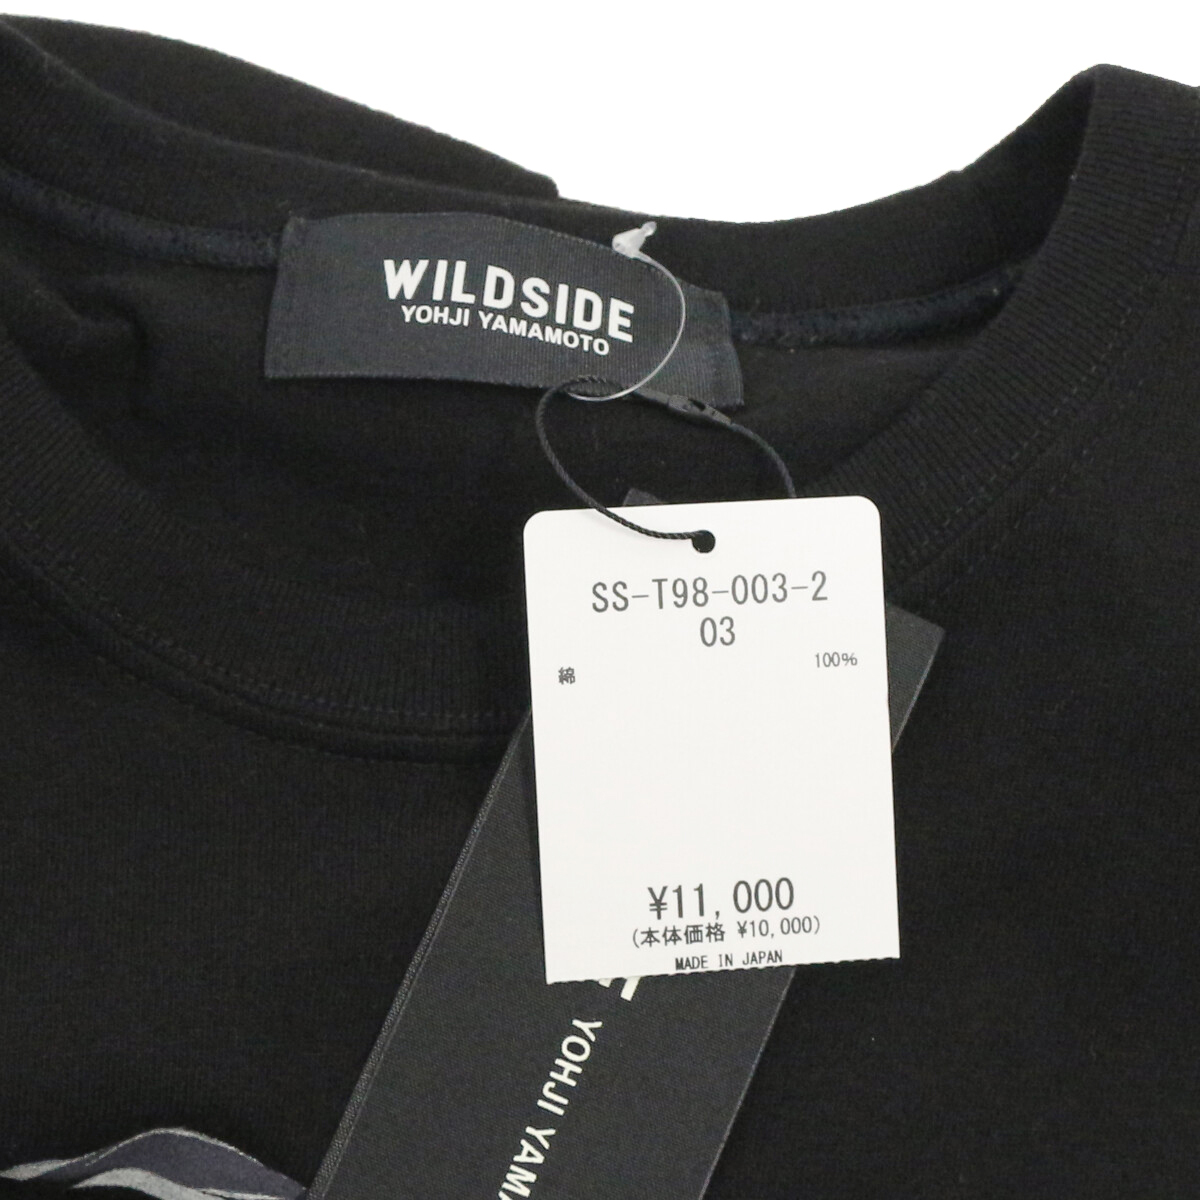 WILDSIDE
YOHJI YAMAMOTO
SS-T98-003-2
03
綿 100%
¥11,000
(本体価格 ¥10,000)
MADE IN JAPAN
YOHJI